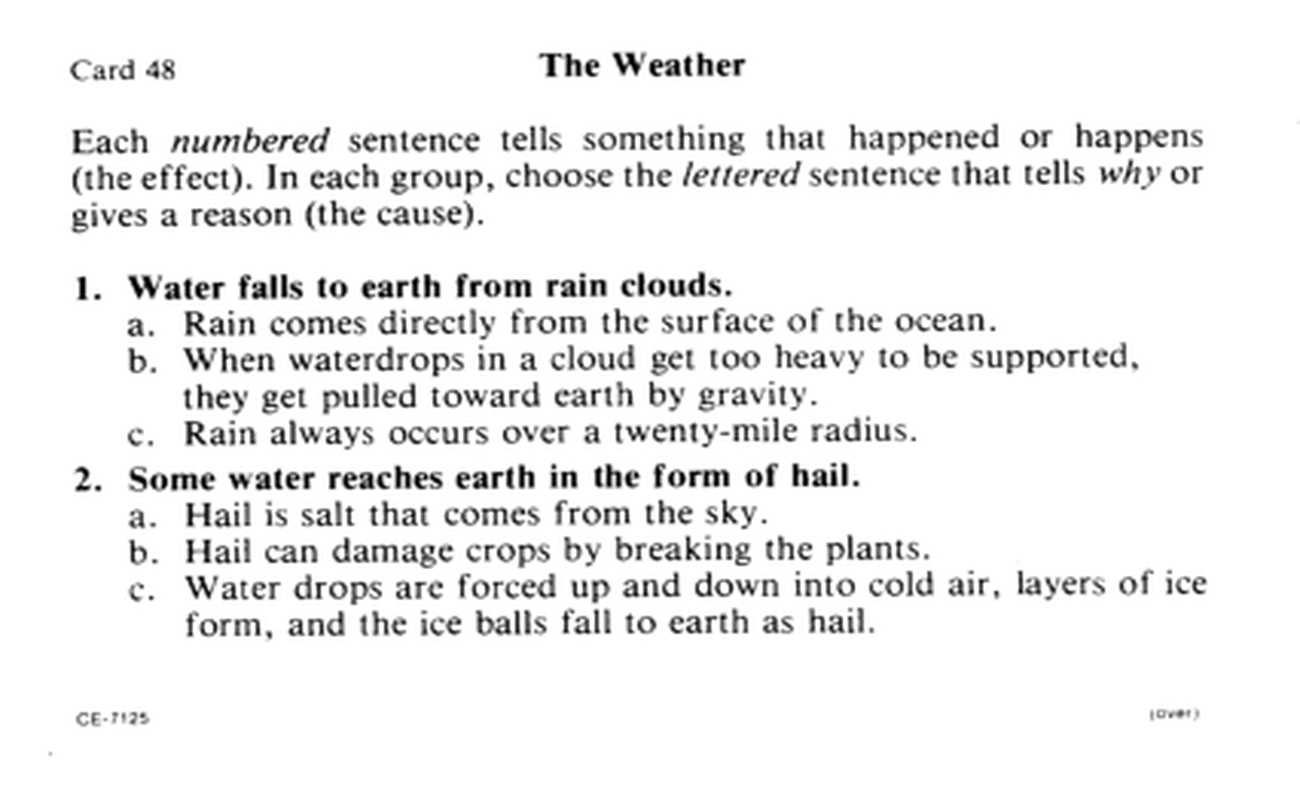 Card 48
The Weather
Each numbered sentence tells something that happened or happens
(the effect). In each group, choose the lettered sentence that tells why or
gives a reason (the cause).
1. Water falls to earth from rain clouds.
a. Rain comes directly from the surface of the ocean.
b. When waterdrops in a cloud get too heavy to be supported,
they get pulled toward earth by gravity.
c. Rain always occurs over a twenty-mile radius.
2. Some water reaches earth in the form of hail.
a. Hail is salt that comes from the sky.
b. Hail can damage crops by breaking the plants.
c. Water drops are forced up and down into cold air, layers of ice
form, and the ice balls fall to earth as hail.
CE-7125
(over)